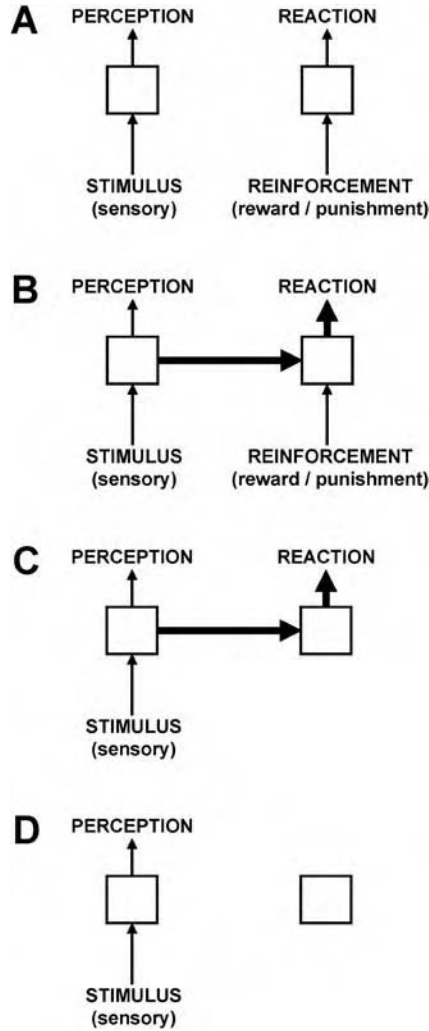 A
PERCEPTION REACTION
STIMULUS REINFORCEMENT
(sensory) (reward / punishment)
B
PERCEPTION REACTION
STIMULUS REINFORCEMENT
(sensory) (reward / punishment)
C
PERCEPTION REACTION
STIMULUS
(sensory)
D
PERCEPTION
STIMULUS
(sensory)